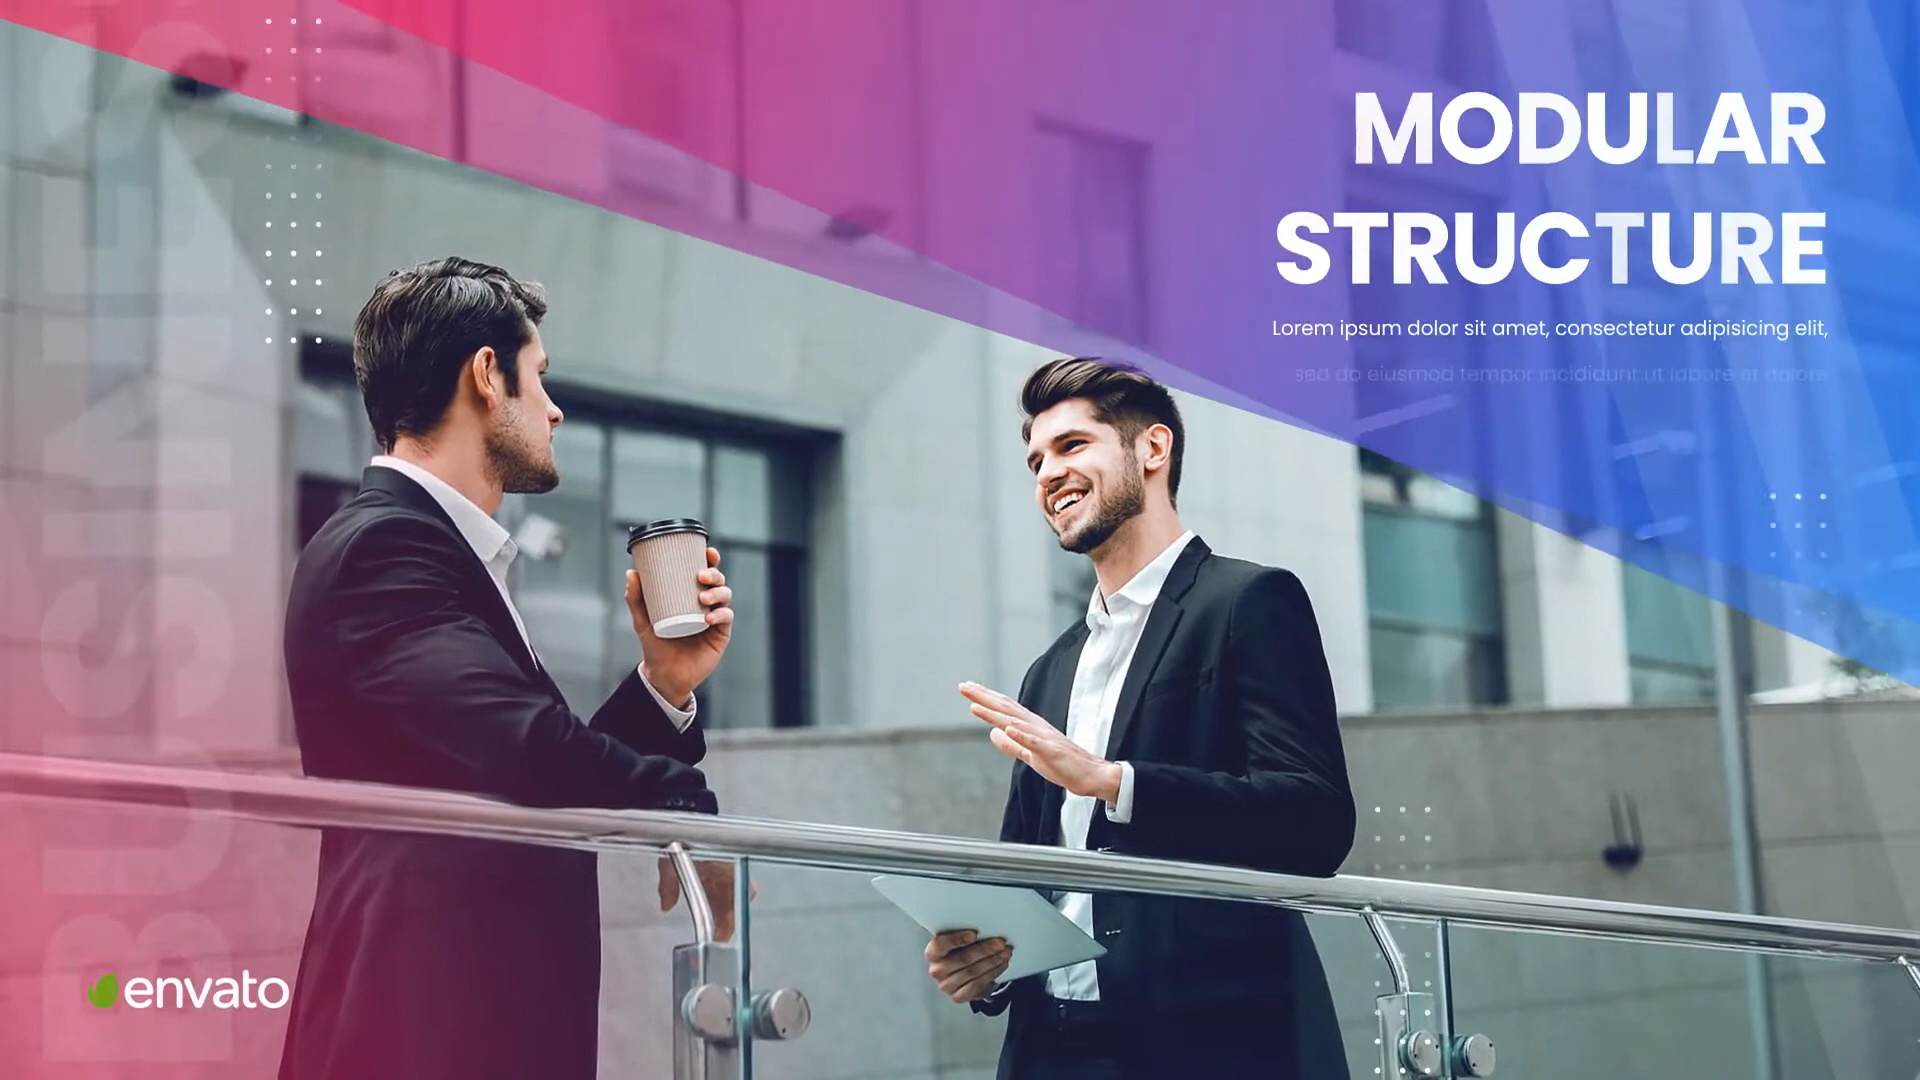 MODULAR
STRUCTURE
Lorem ipsum dolor sit amet, consectetur adipisicing elit,
sed do eiusmod tempor incididunt ut labore et dolore
BUSINESS
envato